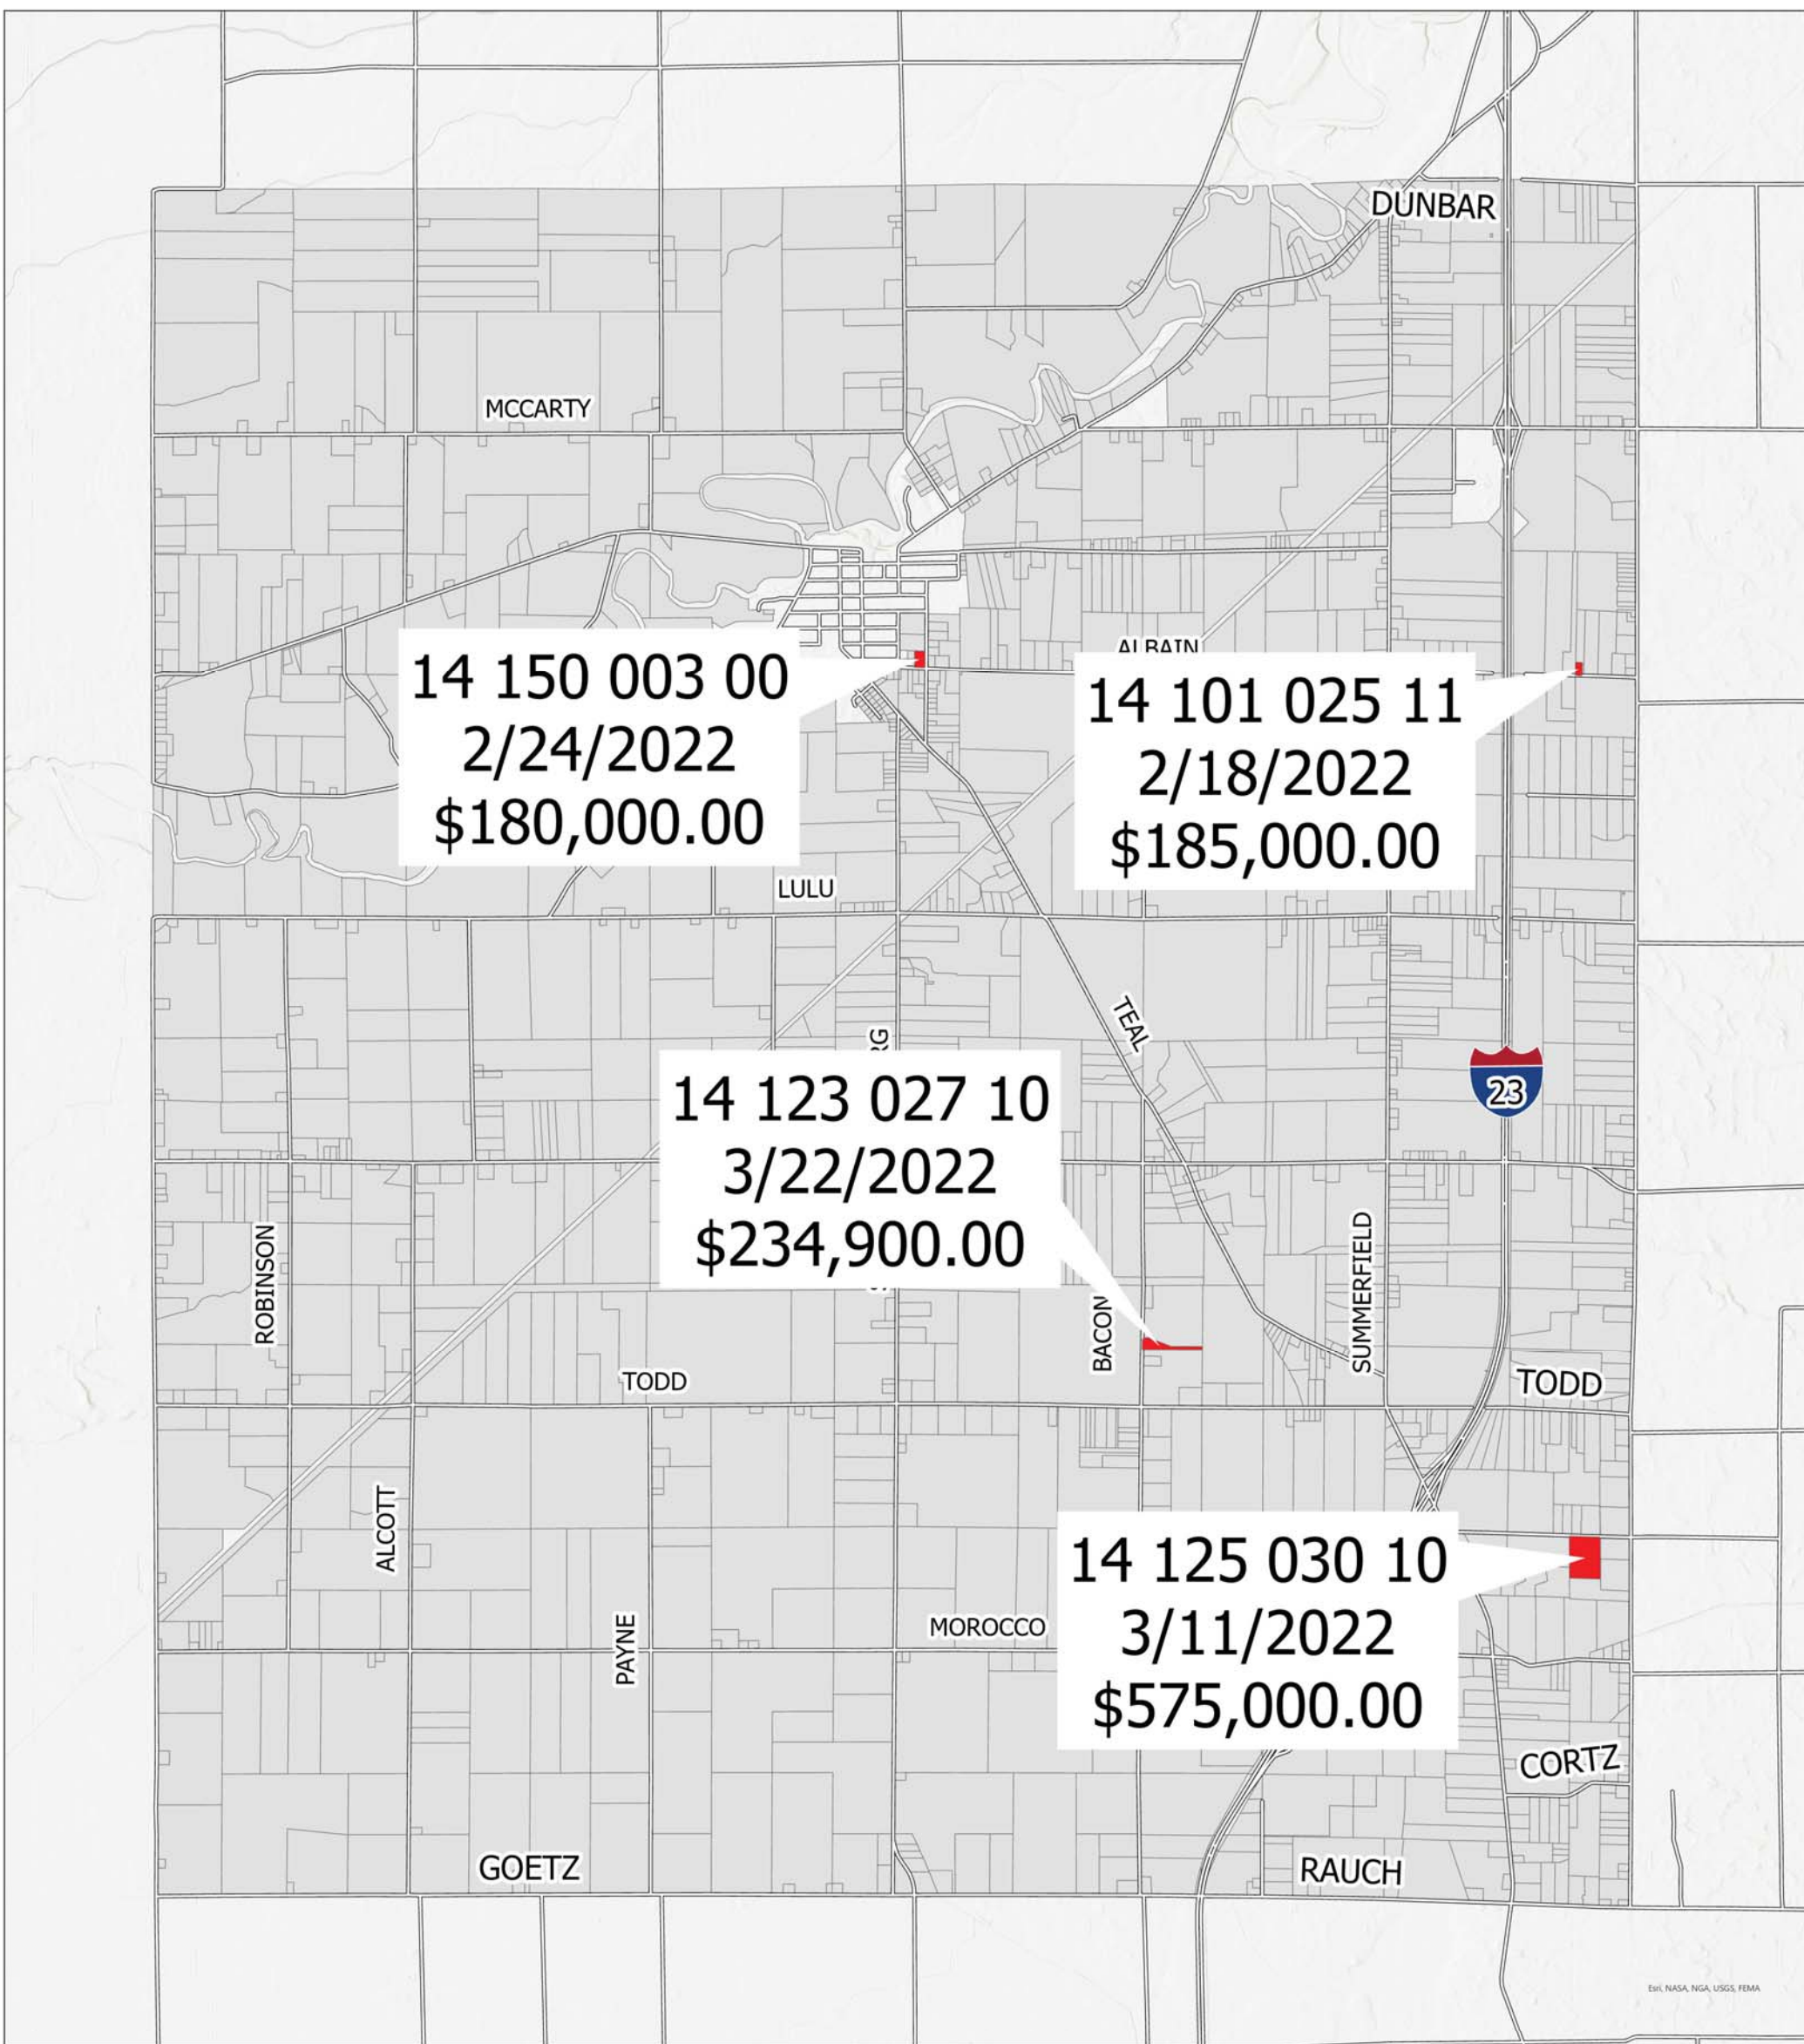 DUNBAR
MCCARTY
ALBAIN
14 150 003 00
2/24/2022
$180,000.00
14 101 025 11
2/18/2022
$185,000.00
LULU
TEAL
23
14 123 027 10
3/22/2022
$234,900.00
ROBINSON
SUMMERFIELD
BACON
TODD
TODD
ALCOTT
14 125 030 10
3/11/2022
$575,000.00
PAYNE
MOROCCO
CORTZ
GOETZ
RAUCH
Esri, NASA, NGA, USGS, FEMA